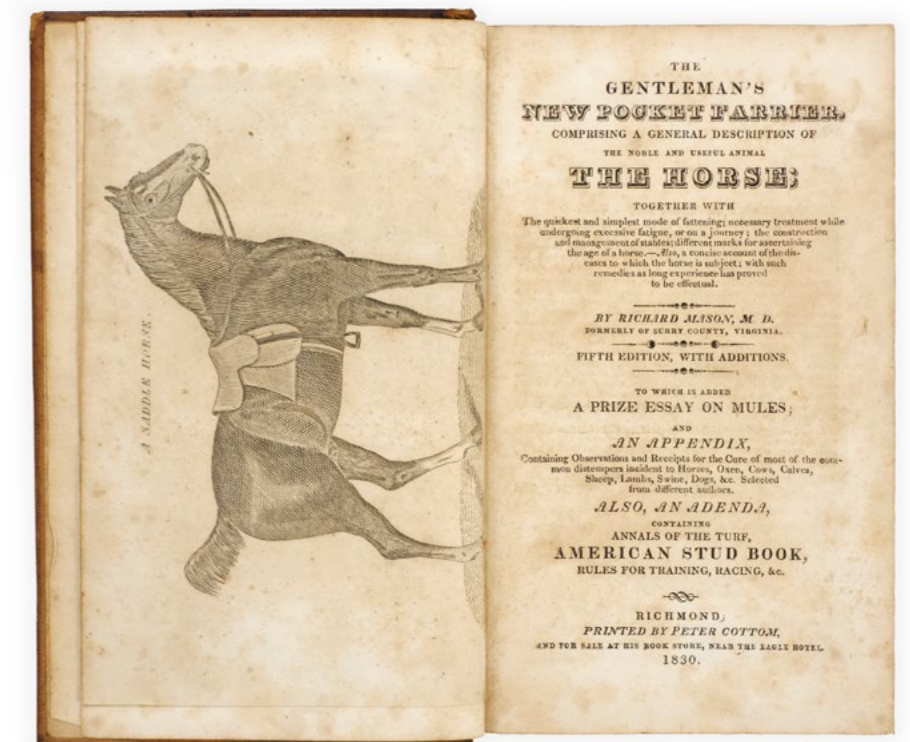 A SADDLE HORSE.
THE
GENTLEMAN'S
NEW POCKET FARRIER,
COMPRISING A GENERAL DESCRIPTION OF
THE NOBLE AND USEFUL ANIMAL
THE HORSE;
TOGETHER WITH
The quickest and simplest mode of fattening; necessary treatment while
undergoing excessive fatigue, or on a journey; the construction
and management of stables; different marks for ascertaining
the age of a horse.—Also, a concise account of the dis-
eases to which the horse is subject; with such
remedies as long experience has proved
to be effectual.
BY RICHARD MASON, M. D.
FORMERLY OF SURRY COUNTY, VIRGINIA.
FIFTH EDITION, WITH ADDITIONS.
TO WHICH IS ADDED
A PRIZE ESSAY ON MULES;
AND
AN APPENDIX,
Containing Observations and Receipts for the Cure of most of the com-
mon distempers incident to Horses, Oxen, Cows, Calves,
Sheep, Lambs, Swine, Dogs, &c. Selected
from different authors.
ALSO, AN ADENDA,
CONTAINING
ANNALS OF THE TURF,
AMERICAN STUD BOOK,
RULES FOR TRAINING, RACING, &c.
RICHMOND;
PRINTED BY PETER COTTOM,
AND FOR SALE AT HIS BOOK STORE, NEAR THE EAGLE HOTEL.
1830.